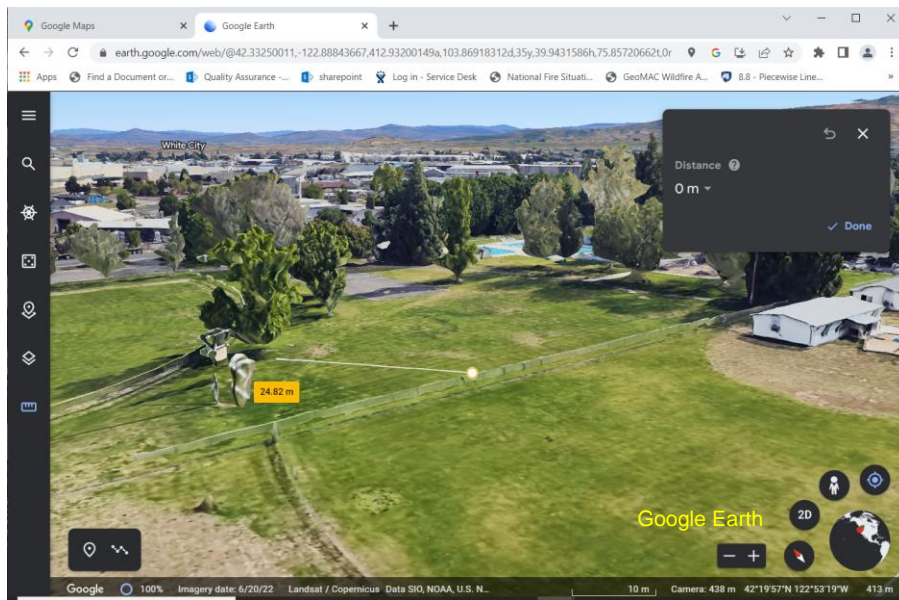 Google Maps
Google Earth
earth.google.com/web/@42.33250011,-122.88843667,412.93200149a,103.86918312d,35y,39.9431586h,75.85720662t,0r
Apps
Find a Document or...
Quality Assurance -...
sharepoint
Log in - Service Desk
National Fire Situati...
GeoMAC Wildfire A...
8.8 - Piecewise Line...
White City
Distance
0 m
Done
24.82 m
Google Earth
2D
Google 100% Imagery date: 6/20/22 Landsat / Copernicus Data SIO, NOAA, U.S. N... 10 m Camera: 438 m 42°19'57"N 122°53'19"W 413 m